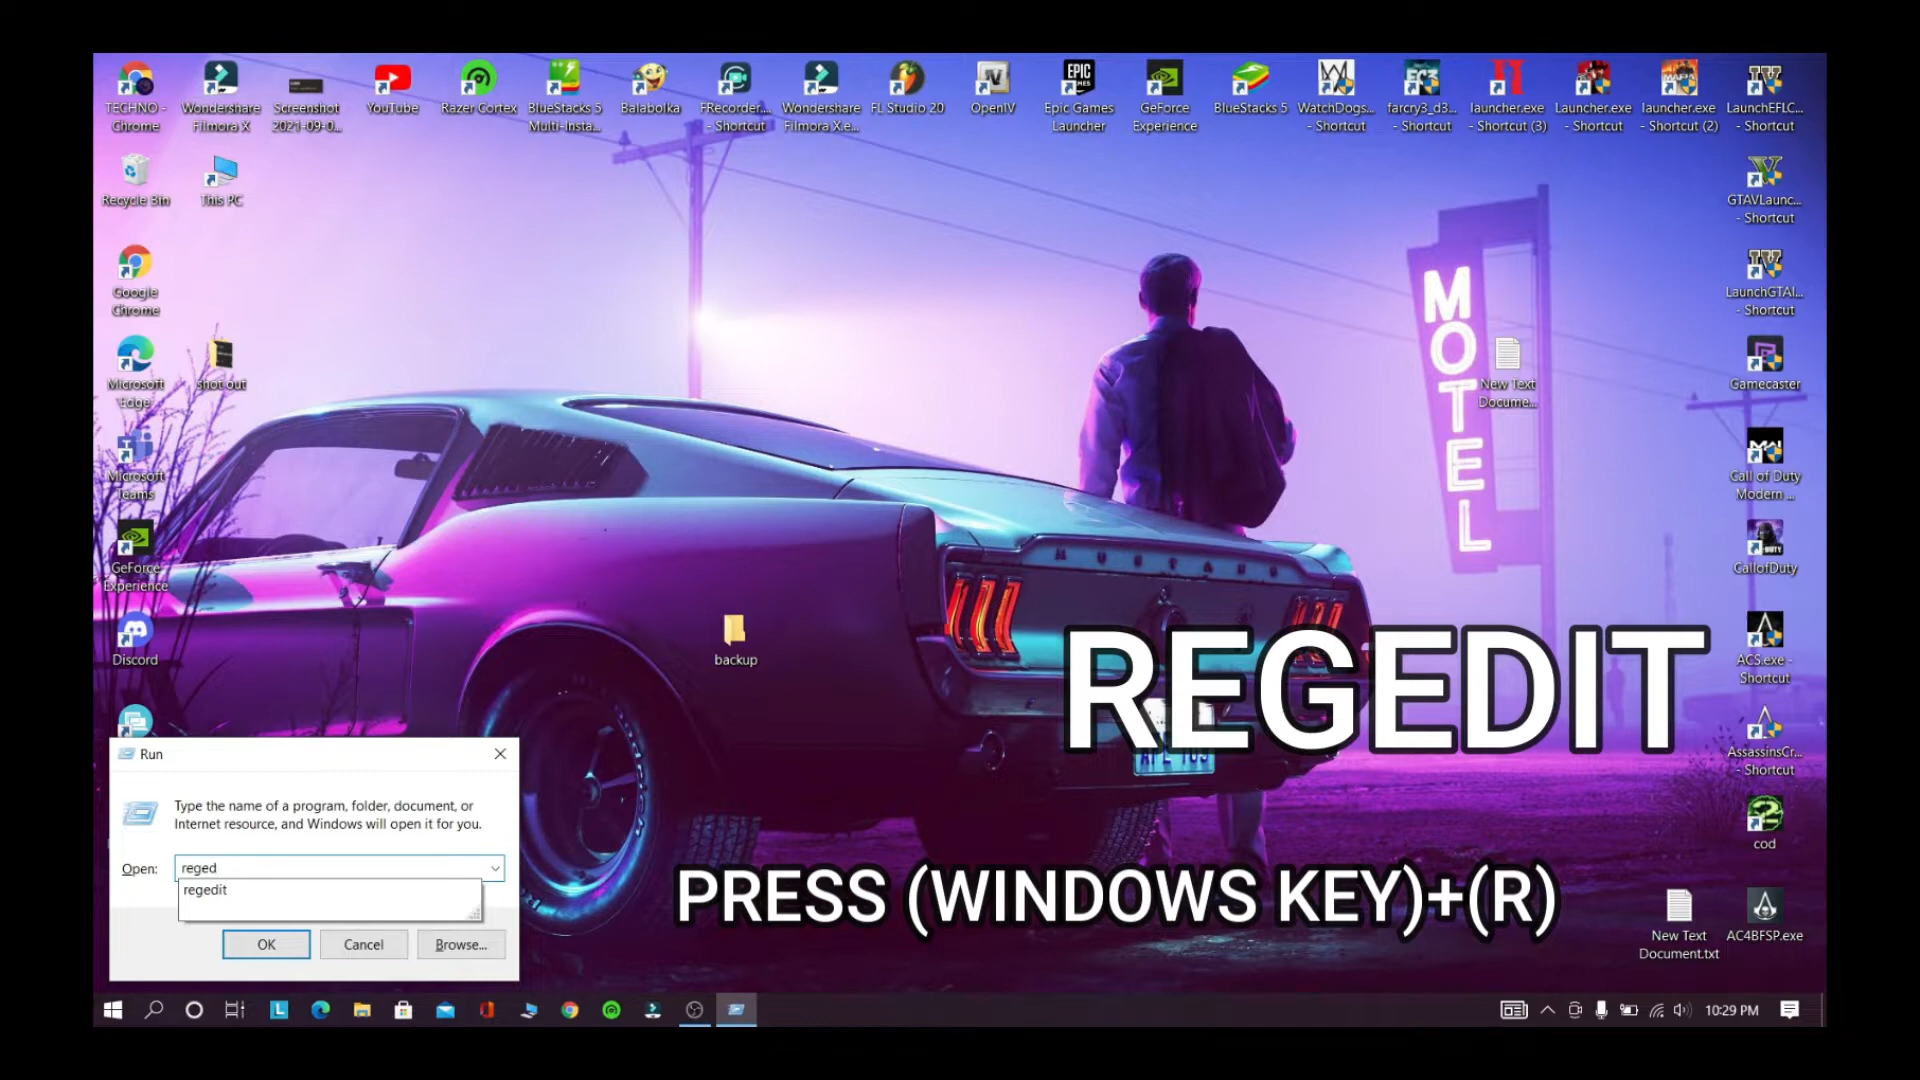 TECHNO - Chrome
Wondershare Filmora X
Screenshot 2021-09-0...
YouTube
Razer Cortex
BlueStacks 5 Multi-Insta...
Balabolka
FRecorder.... - Shortcut
Wondershare Filmora X.e...
FL Studio 20
OpenIV
Epic Games Launcher
GeForce Experience
BlueStacks 5
WatchDogs... - Shortcut
farcry3_d3... - Shortcut
launcher.exe - Shortcut (3)
Launcher.exe - Shortcut
launcher.exe - Shortcut (2)
LaunchEFLC... - Shortcut
Recycle Bin
This PC
GTAVLaunc... - Shortcut
Google Chrome
LaunchGTAI... - Shortcut
MOTEL
Microsoft Edge
shot out
New Text Docume...
Gamecaster
Microsoft Teams
Call of Duty Modern ...
GeForce Experience
MUSTANG
CallofDuty
Discord
backup
REGEDIT
ACS.exe - Shortcut
AssassinsCr... - Shortcut
Run
Type the name of a program, folder, document, or
Internet resource, and Windows will open it for you.
Open:
reged
regedit
OK
Cancel
Browse...
PRESS (WINDOWS KEY)+(R)
cod
New Text Document.txt
AC4BFSP.exe
10:29 PM